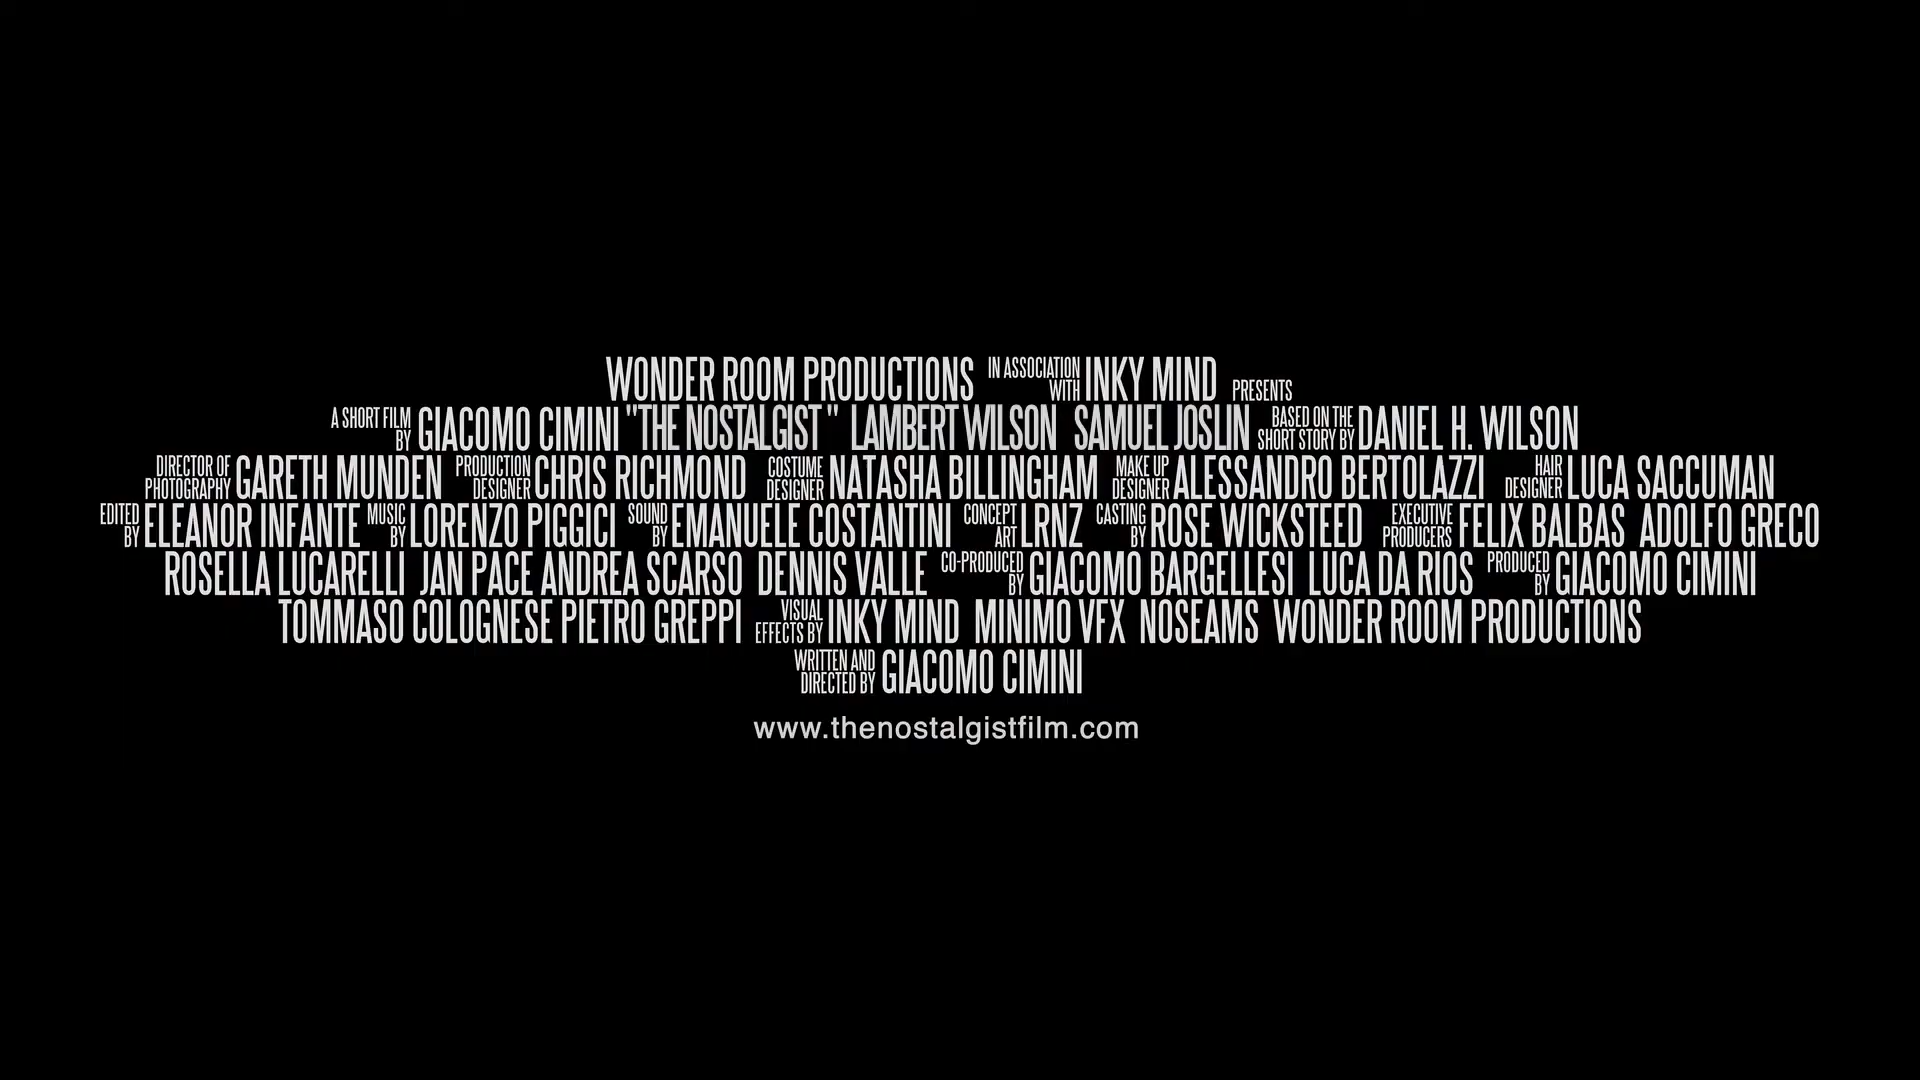 WONDER ROOM PRODUCTIONS IN ASSOCIATION WITH INKY MIND PRESENTS
A SHORT FILM BY GIACOMO CIMINI "THE NOSTALGIST" LAMBERT WILSON SAMUEL JOSLIN BASED ON THE SHORT STORY BY DANIEL H. WILSON
DIRECTOR OF PHOTOGRAPHY GARETH MUNDEN PRODUCTION DESIGNER CHRIS RICHMOND COSTUME DESIGNER NATASHA BILLINGHAM MAKE UP DESIGNER ALESSANDRO BERTOLAZZI HAIR DESIGNER LUCA SACCUMAN
EDITED BY ELEANOR INFANTE MUSIC BY LORENZO PIGGICI SOUND BY EMANUELE COSTANTINI CONCEPT ART LRNZ CASTING BY ROSE WICKSTEED EXECUTIVE PRODUCERS FELIX BALBAS ADOLFO GRECO
ROSELLA LUCARELLI JAN PACE ANDREA SCARSO DENNIS VALLE CO-PRODUCED BY GIACOMO BARGELLESI LUCA DA RIOS PRODUCED BY GIACOMO CIMINI
TOMMASO COLOGNESE PIETRO GREPPI VISUAL EFFECTS BY INKY MIND MINIMO VFX NOSEAMS WONDER ROOM PRODUCTIONS
WRITTEN AND DIRECTED BY GIACOMO CIMINI
www.thenostalgistfilm.com